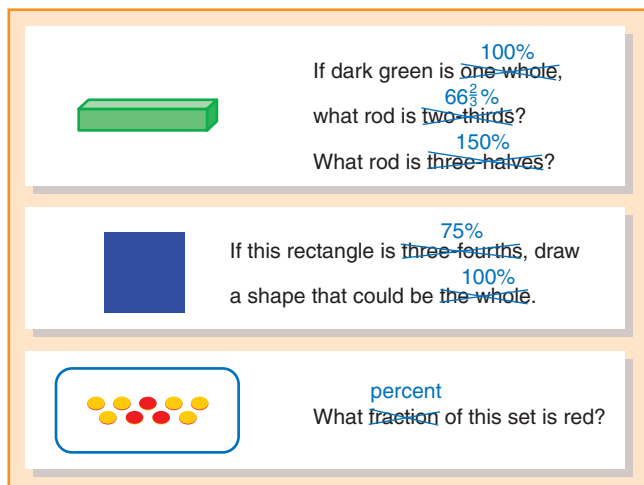 100%
If dark green is one whole,
66⅔%
what rod is two-thirds?
150%
What rod is three-halves?
75%
If this rectangle is three-fourths, draw
100%
a shape that could be the whole.
percent
What fraction of this set is red?